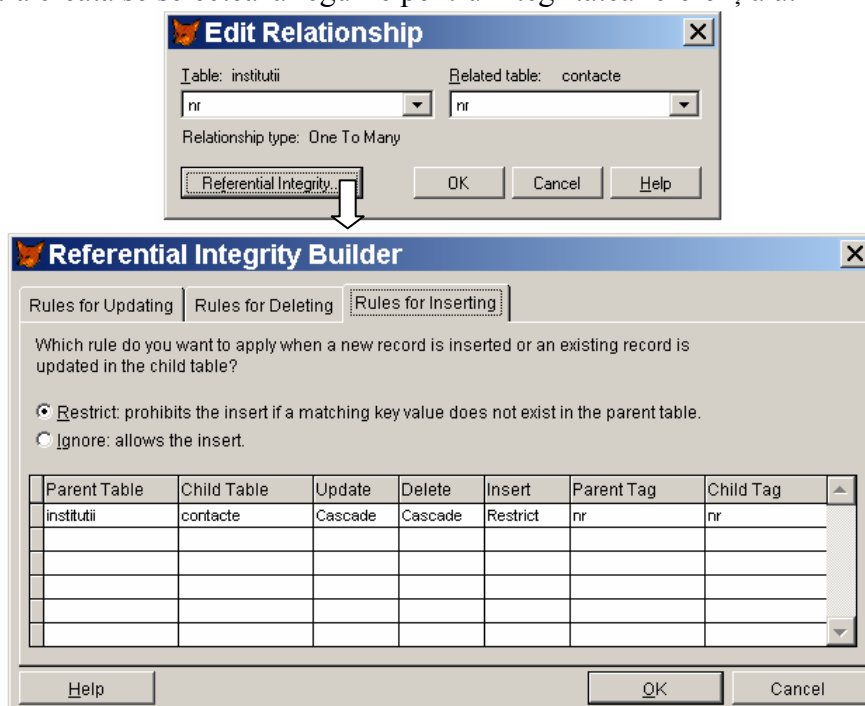 Edit Relationship
Table: institutii Related table: contacte
nr nr
Relationship type: One To Many
Referential Integrity... OK Cancel Help
Referential Integrity Builder
Rules for Updating Rules for Deleting Rules for Inserting
Which rule do you want to apply when a new record is inserted or an existing record is
updated in the child table?
Restrict: prohibits the insert if a matching key value does not exist in the parent table.
Ignore: allows the insert.
Parent Table Child Table Update Delete Insert Parent Tag Child Tag
institutii contacte Cascade Cascade Restrict nr nr
Help OK Cancel